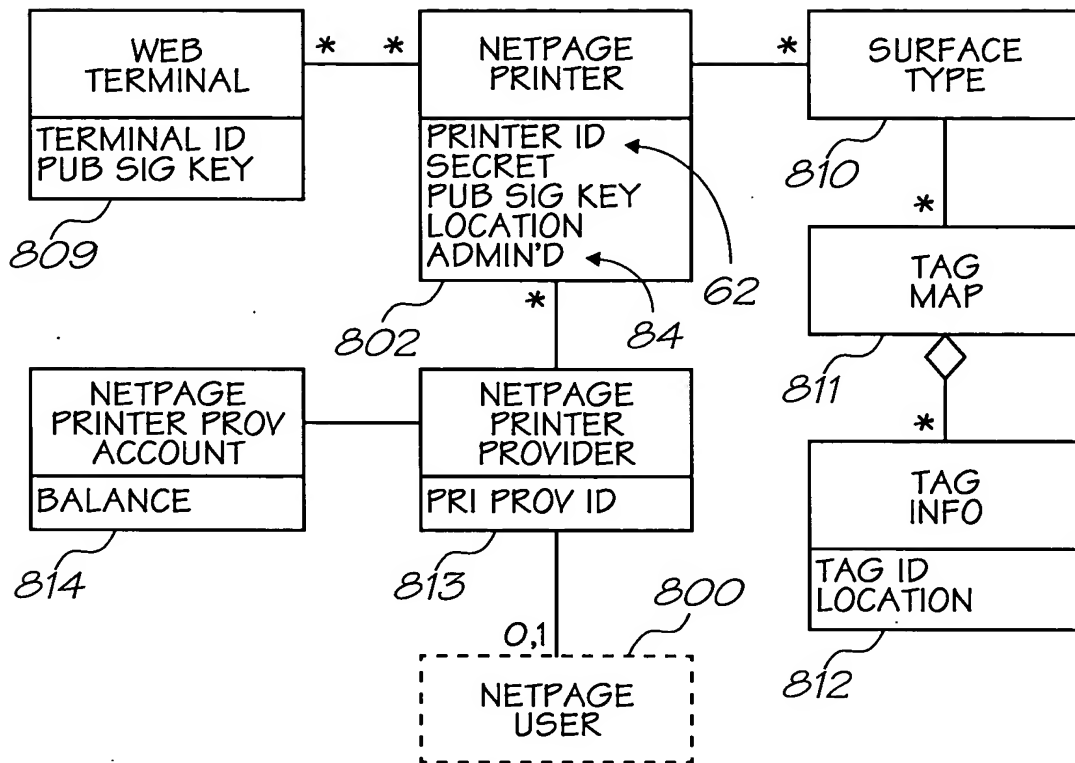 WEB
TERMINAL
TERMINAL ID
PUB SIG KEY
809
*
*
NETPAGE
PRINTER
PRINTER ID
SECRET
PUB SIG KEY
LOCATION
ADMIN'D
802
62
84
*
*
SURFACE
TYPE
810
*
TAG
MAP
811
*
TAG
INFO
TAG ID
LOCATION
812
NETPAGE
PRINTER PROV
ACCOUNT
BALANCE
814
NETPAGE
PRINTER
PROVIDER
PRI PROV ID
813
800
0,1
NETPAGE
USER